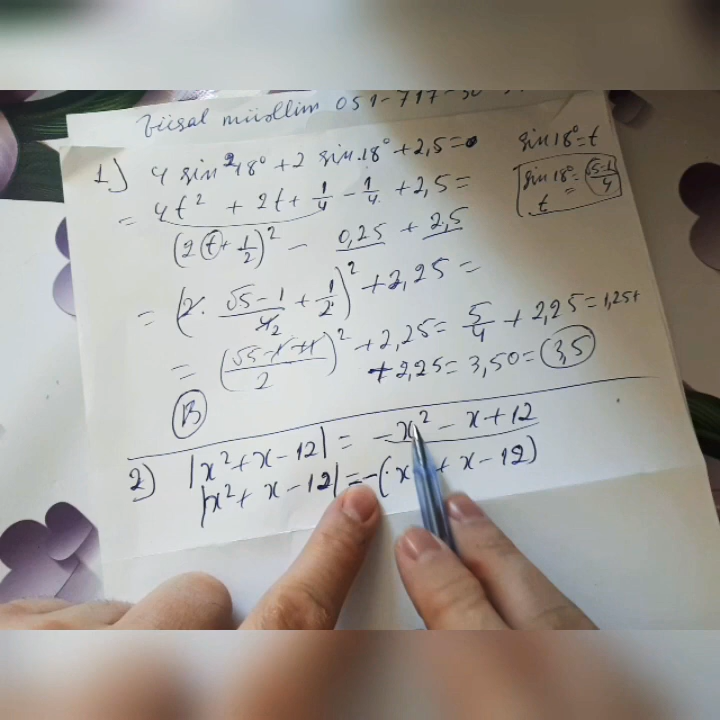 Vüsal müəllim 051-717-50
1) 4 sin²18° + 2 sin 18° + 2,5 =
sin 18° = t
= 4t² + 2t + 1/4 - 1/4 + 2,5 =
sin 18° = (√5-1)/4
= t
(2t + 1/2)² - 0,25 + 2,5
= (2 · (√5-1)/4 2 + 1/2)² + 2,25 =
= ((√5-1+1)/2)² + 2,25 = 5/4 + 2,25 = 1,25+
+2,25 = 3,50 = 3,5
B
2) |x² + x - 12| = -x² - x + 12
|x² + x - 12| = -(x + x - 12)